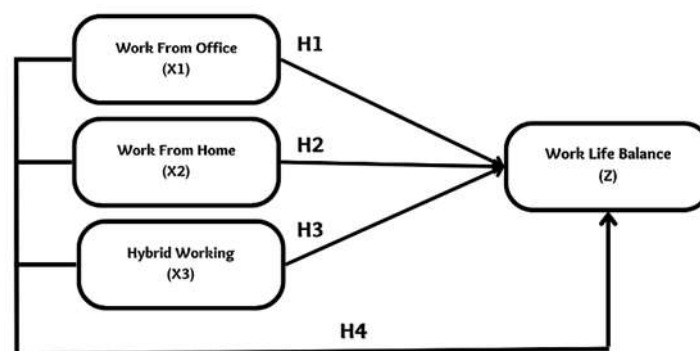 Work From Office
(X1)
H1
Work From Home
(X2)
H2
Work Life Balance
(Z)
Hybrid Working
(X3)
H3
H4